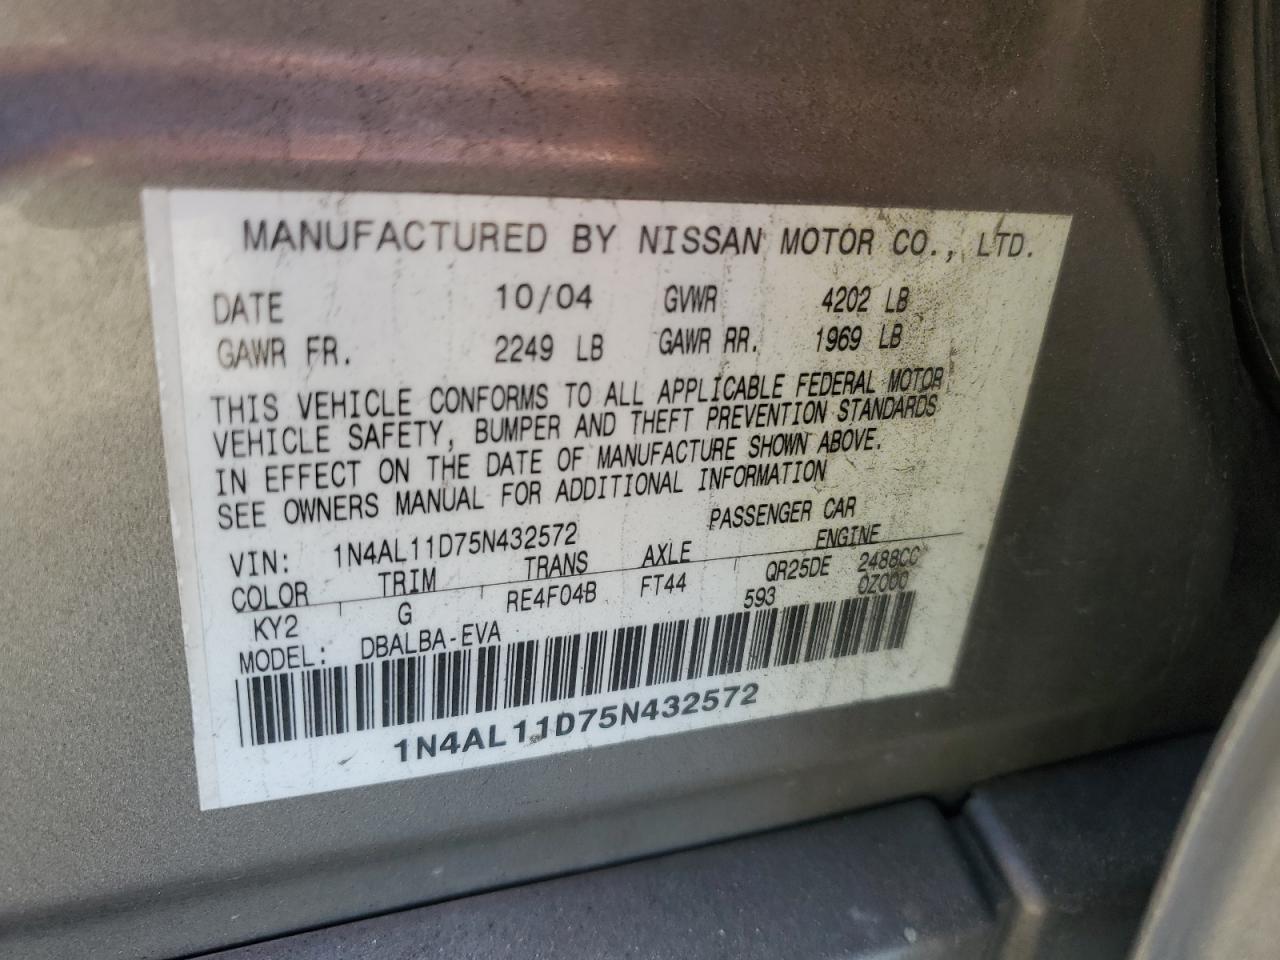 MANUFACTURED BY NISSAN MOTOR CO., LTD.
DATE 10/04 GVWR 4202 LB
GAWR FR. 2249 LB GAWR RR. 1969 LB
THIS VEHICLE CONFORMS TO ALL APPLICABLE FEDERAL MOTOR
VEHICLE SAFETY, BUMPER AND THEFT PREVENTION STANDARDS
IN EFFECT ON THE DATE OF MANUFACTURE SHOWN ABOVE.
SEE OWNERS MANUAL FOR ADDITIONAL INFORMATION
VIN: 1N4AL11D75N432572 PASSENGER CAR
COLOR TRIM TRANS AXLE ENGINE
KY2 G RE4F04B FT44 QR25DE 2488CC
MODEL: DBALBA-EVA 593 0Z000
1N4AL11D75N432572